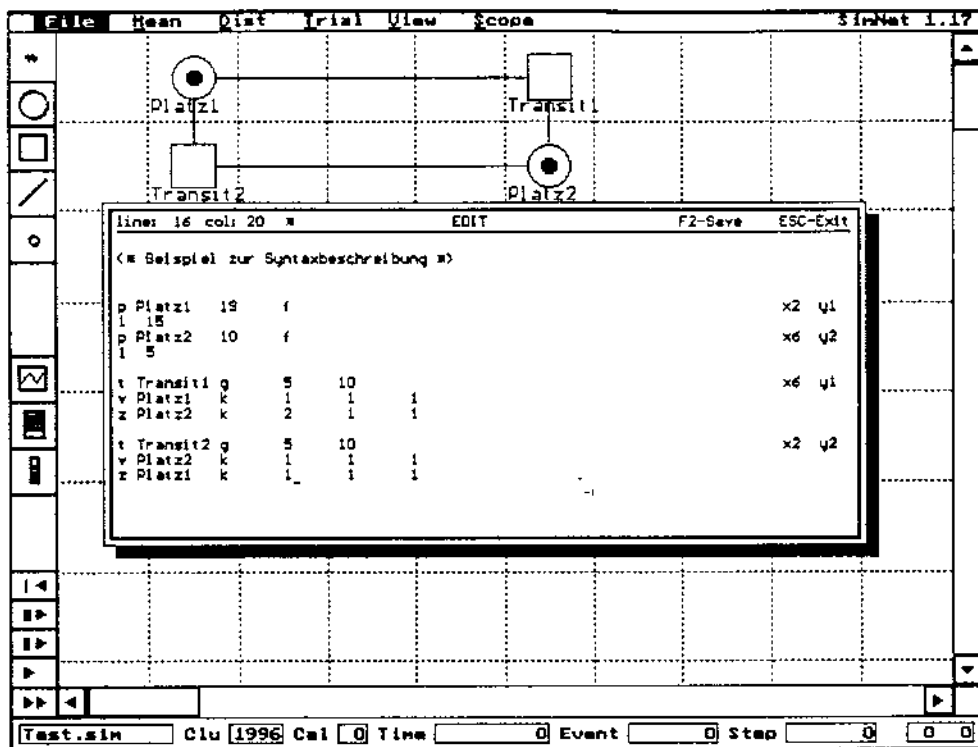 File Mean Dist Trial View Scope SimNet 1.17
Platz1 Transit1
Transit2 Platz2
line: 16 col: 20 * EDIT F2-Save ESC-Exit
(* Beispiel zur Syntaxbeschreibung *)
p Platz1 19 f x2 y1
1 15
p Platz2 10 f x6 y2
1 5
t Transit1 g 5 10 x6 y1
v Platz1 k 1 1 1
z Platz2 k 2 1 1
t Transit2 g 5 10 x2 y2
v Platz2 k 1 1 1
z Platz1 k 1 1 1
Test.sim Clu 1996 Cal 0 Time 0 Event 0 Step 0 0 0